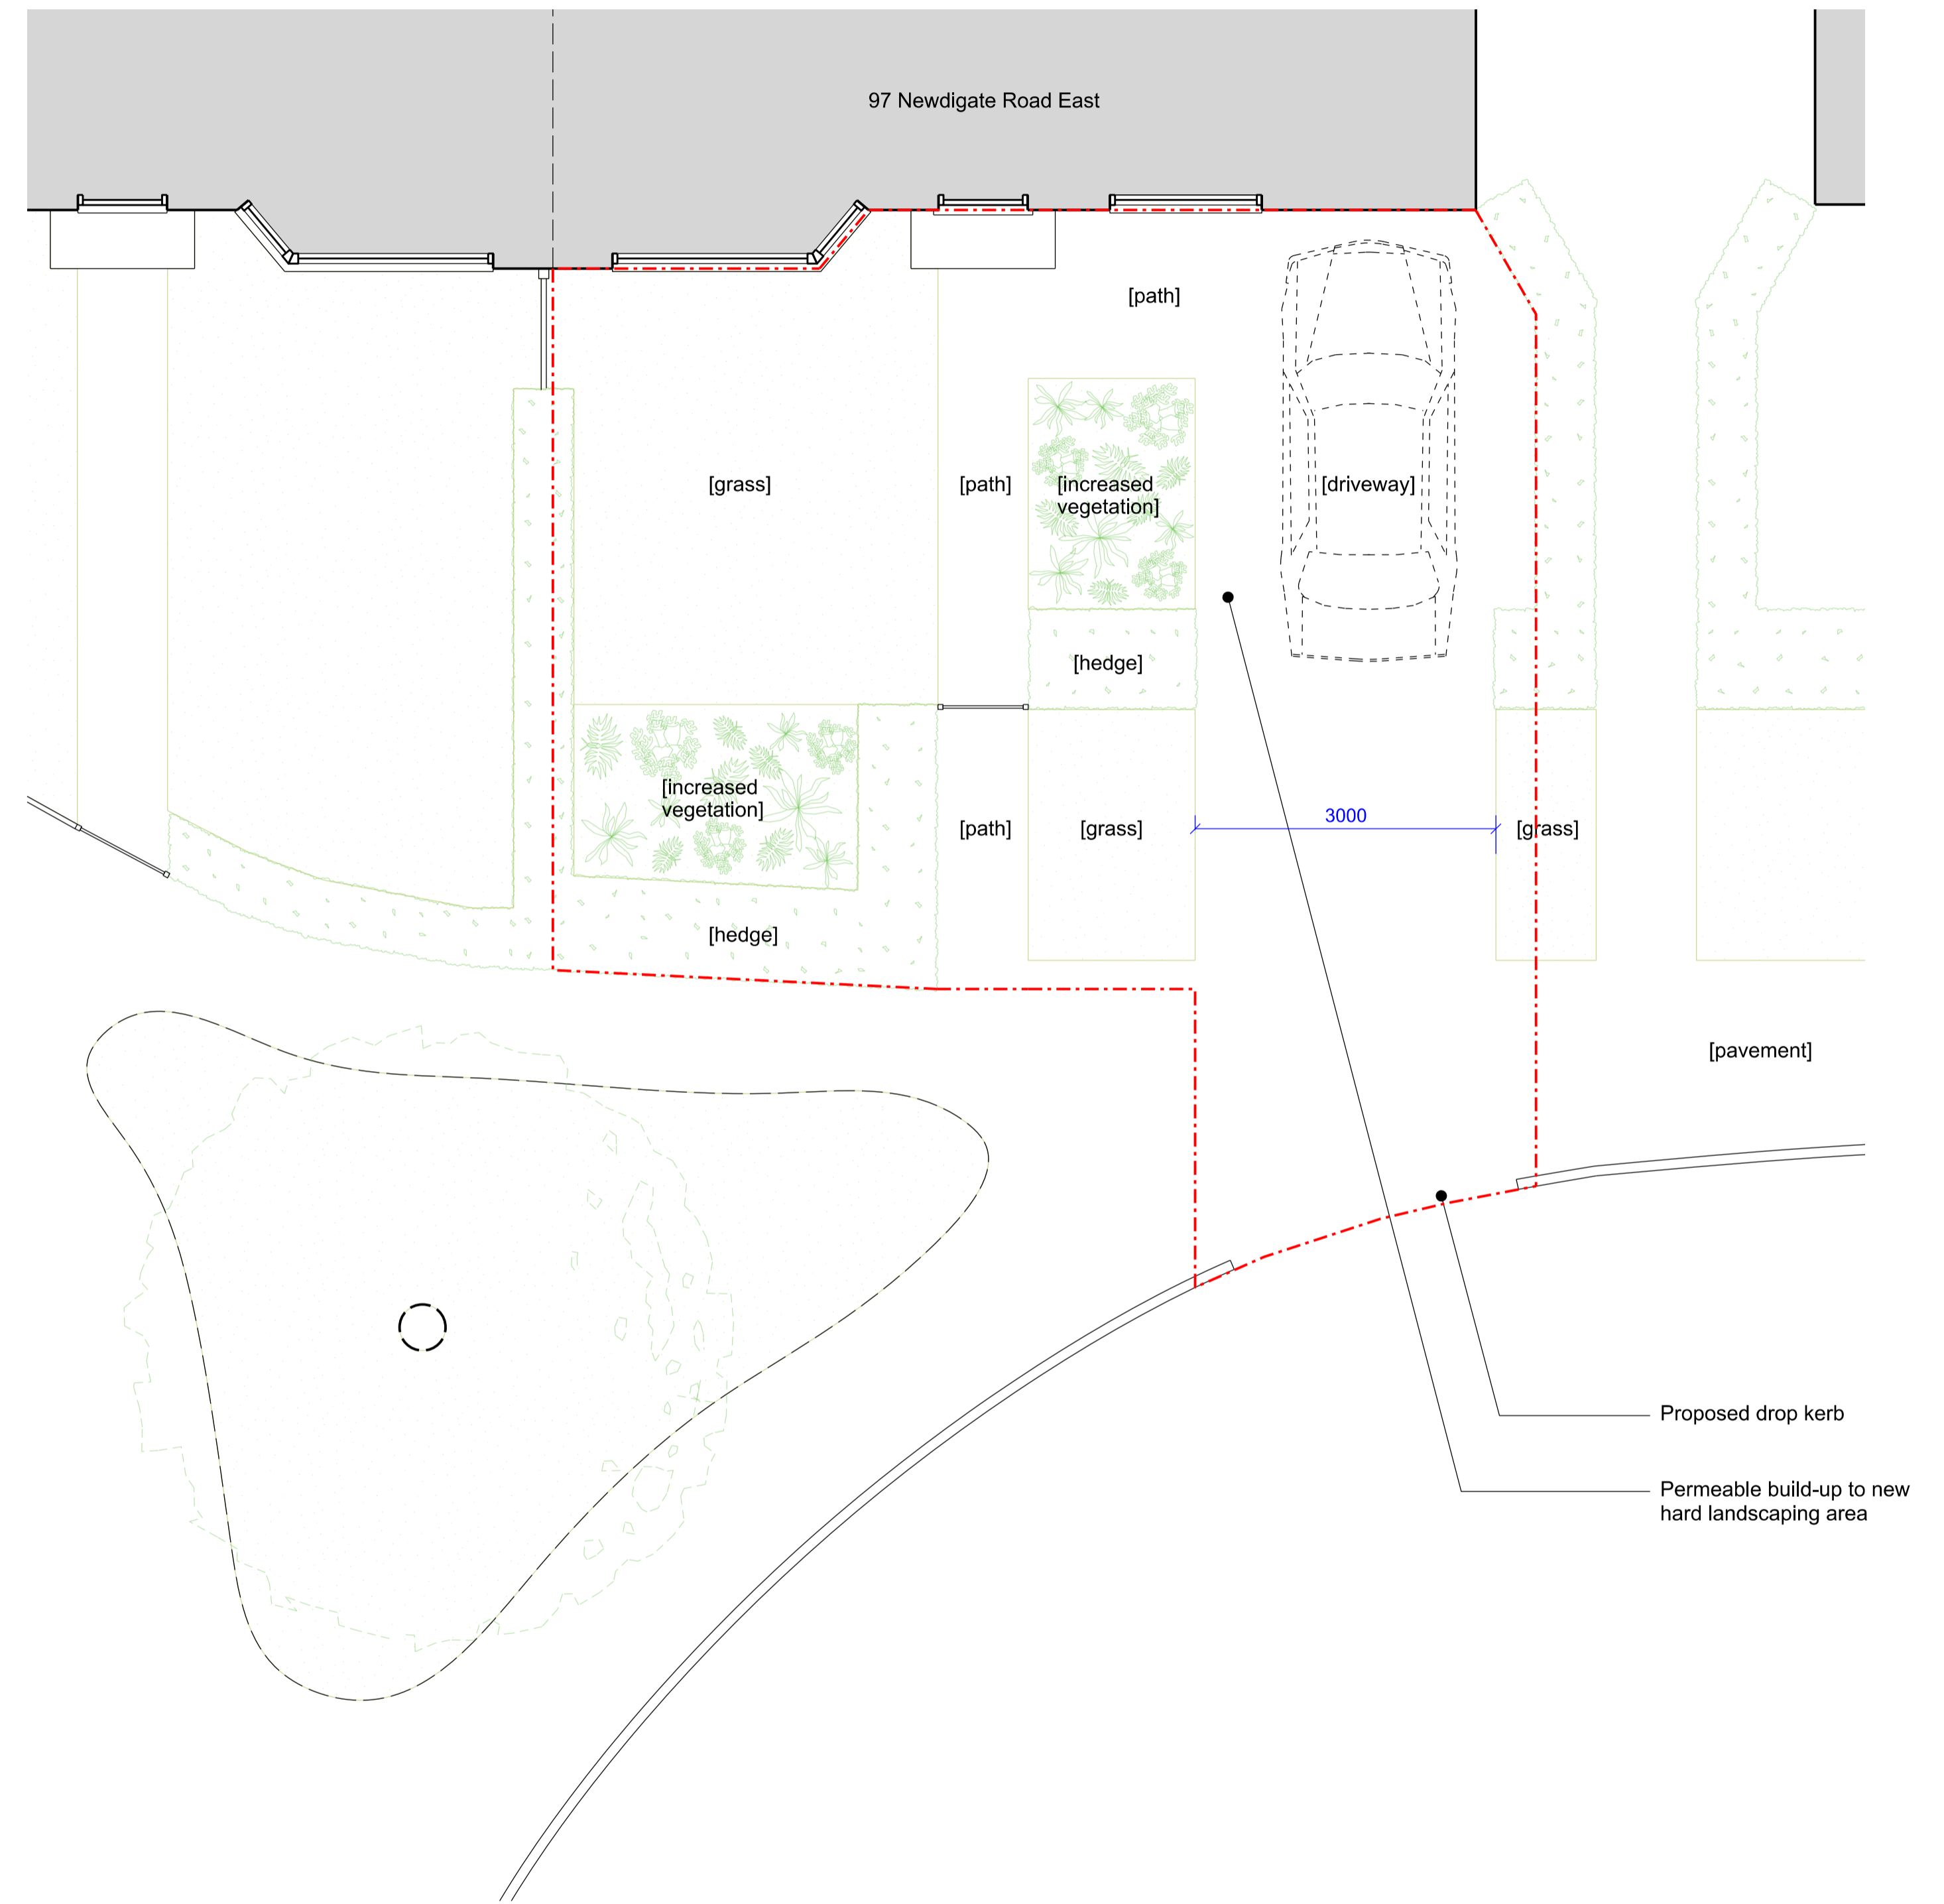 97 Newdigate Road East
[path]
[grass]
[path]
[increased
vegetation]
[driveway]
[hedge]
[increased
vegetation]
[path]
[grass]
3000
[grass]
[hedge]
[pavement]
Proposed drop kerb
Permeable build-up to new
hard landscaping area